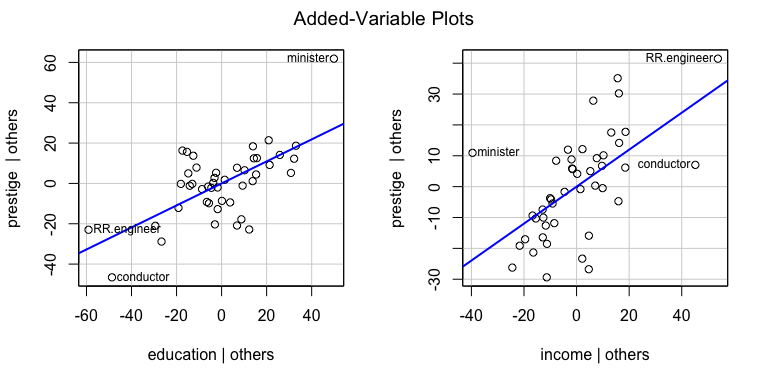 Added-Variable Plots
prestige | others
60
40
20
0
-20
-40
minister
RR.engineer
conductor
-60 -40 -20 0 20 40
education | others
prestige | others
30
10
0
-10
-30
RR.engineer
minister
conductor
-40 -20 0 20 40
income | others